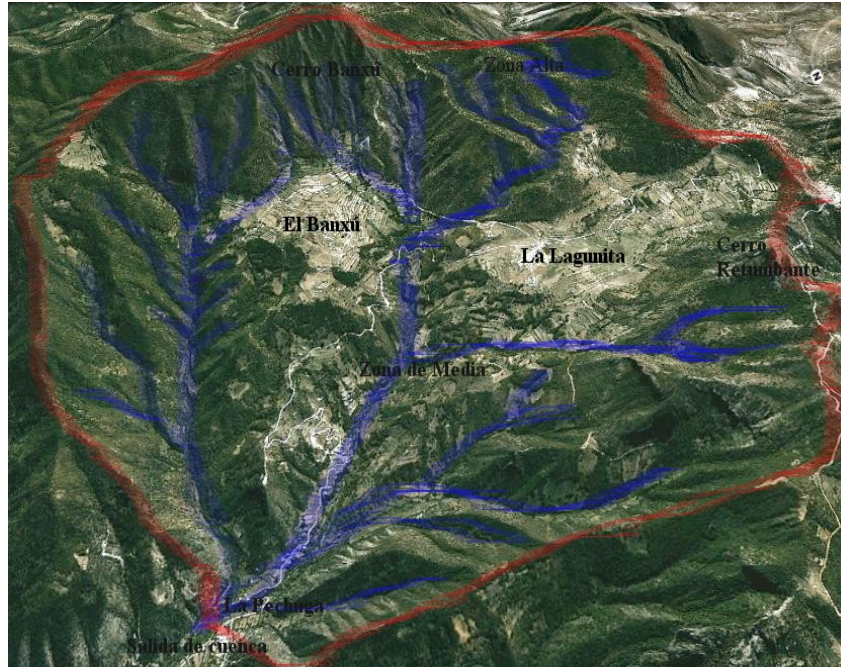 Cerro Banxú
Zona Alta
El Banxú
La Lagunita
Cerro
Retumbante
Zona de Media
La Pechuga
Salida de cuenca